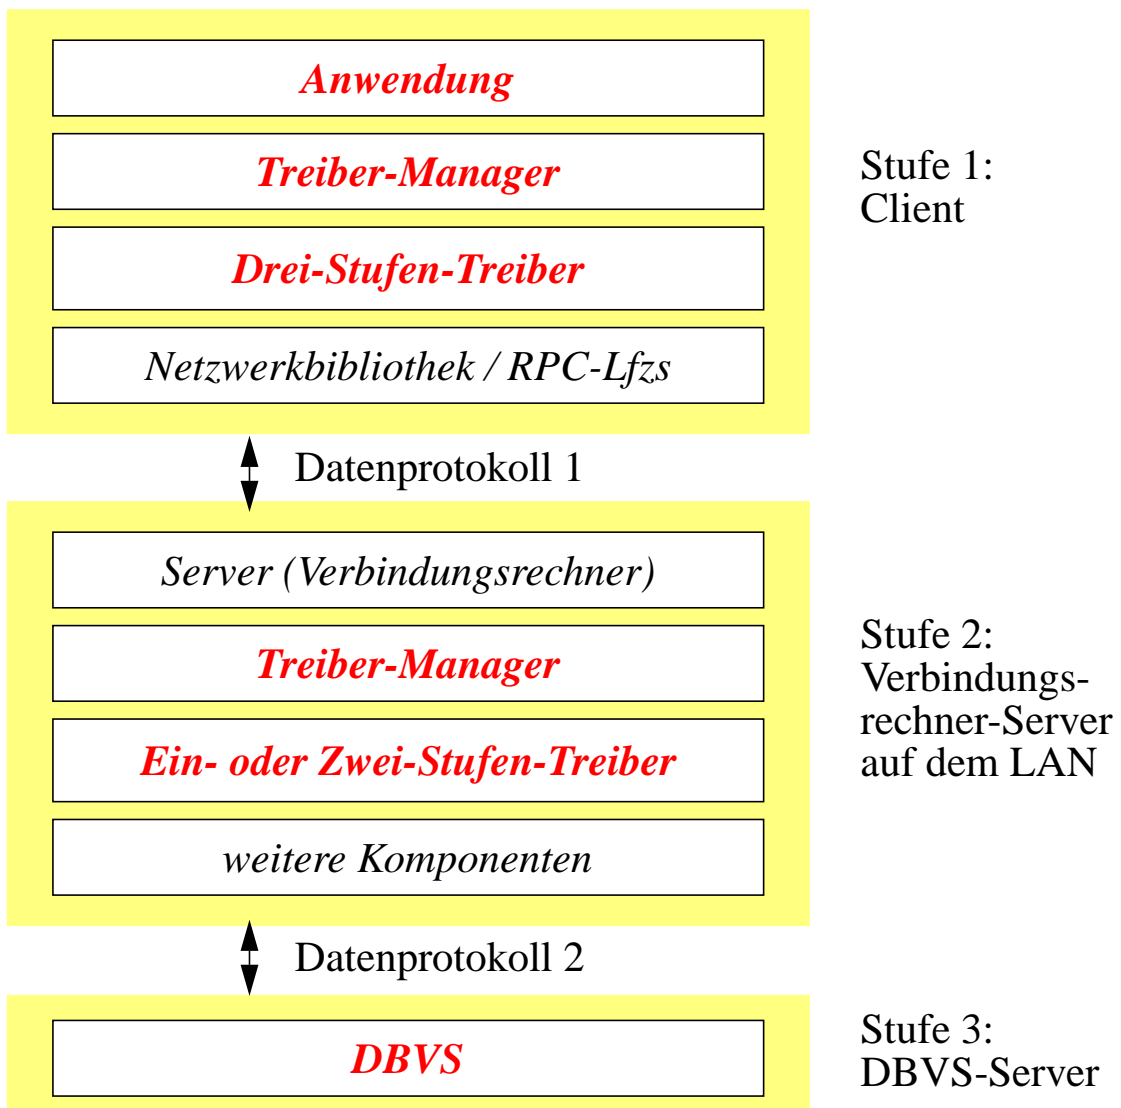 Anwendung
Treiber-Manager
Drei-Stufen-Treiber
Netzwerkbibliothek / RPC-Lfzs
Stufe 1:
Client
Datenprotokoll 1
Server (Verbindungsrechner)
Treiber-Manager
Ein- oder Zwei-Stufen-Treiber
weitere Komponenten
Stufe 2:
Verbindungs-
rechner-Server
auf dem LAN
Datenprotokoll 2
DBVS
Stufe 3:
DBVS-Server